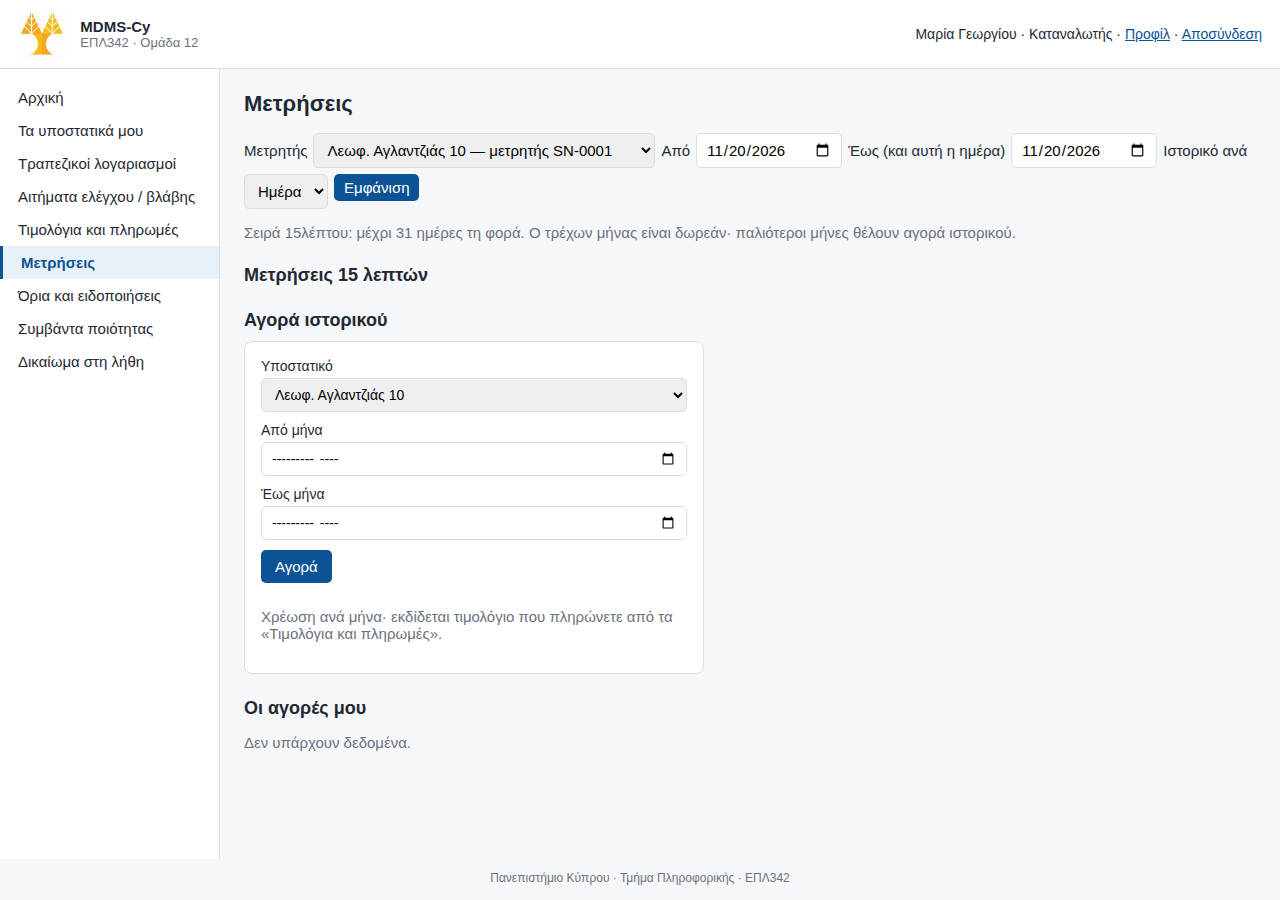 MDMS-Cy
ΕΠΛ342 · Ομάδα 12
Μαρία Γεωργίου · Καταναλωτής · Προφίλ · Αποσύνδεση
Αρχική
Τα υποστατικά μου
Τραπεζικοί λογαριασμοί
Αιτήματα ελέγχου / βλάβης
Τιμολόγια και πληρωμές
Μετρήσεις
Όρια και ειδοποιήσεις
Συμβάντα ποιότητας
Δικαίωμα στη λήθη
Μετρήσεις
Μετρητής Λεωφ. Αγλαντζιάς 10 — μετρητής SN-0001 Από 11/20/2026 Έως (και αυτή η ημέρα) 11/20/2026 Ιστορικό ανά
Ημέρα Εμφάνιση
Σειρά 15λέπτου: μέχρι 31 ημέρες τη φορά. Ο τρέχων μήνας είναι δωρεάν· παλιότεροι μήνες θέλουν αγορά ιστορικού.
Μετρήσεις 15 λεπτών
Αγορά ιστορικού
Υποστατικό
Λεωφ. Αγλαντζιάς 10
Από μήνα
--------- ----
Έως μήνα
--------- ----
Αγορά
Χρέωση ανά μήνα· εκδίδεται τιμολόγιο που πληρώνετε από τα
«Τιμολόγια και πληρωμές».
Οι αγορές μου
Δεν υπάρχουν δεδομένα.
Πανεπιστήμιο Κύπρου · Τμήμα Πληροφορικής · ΕΠΛ342